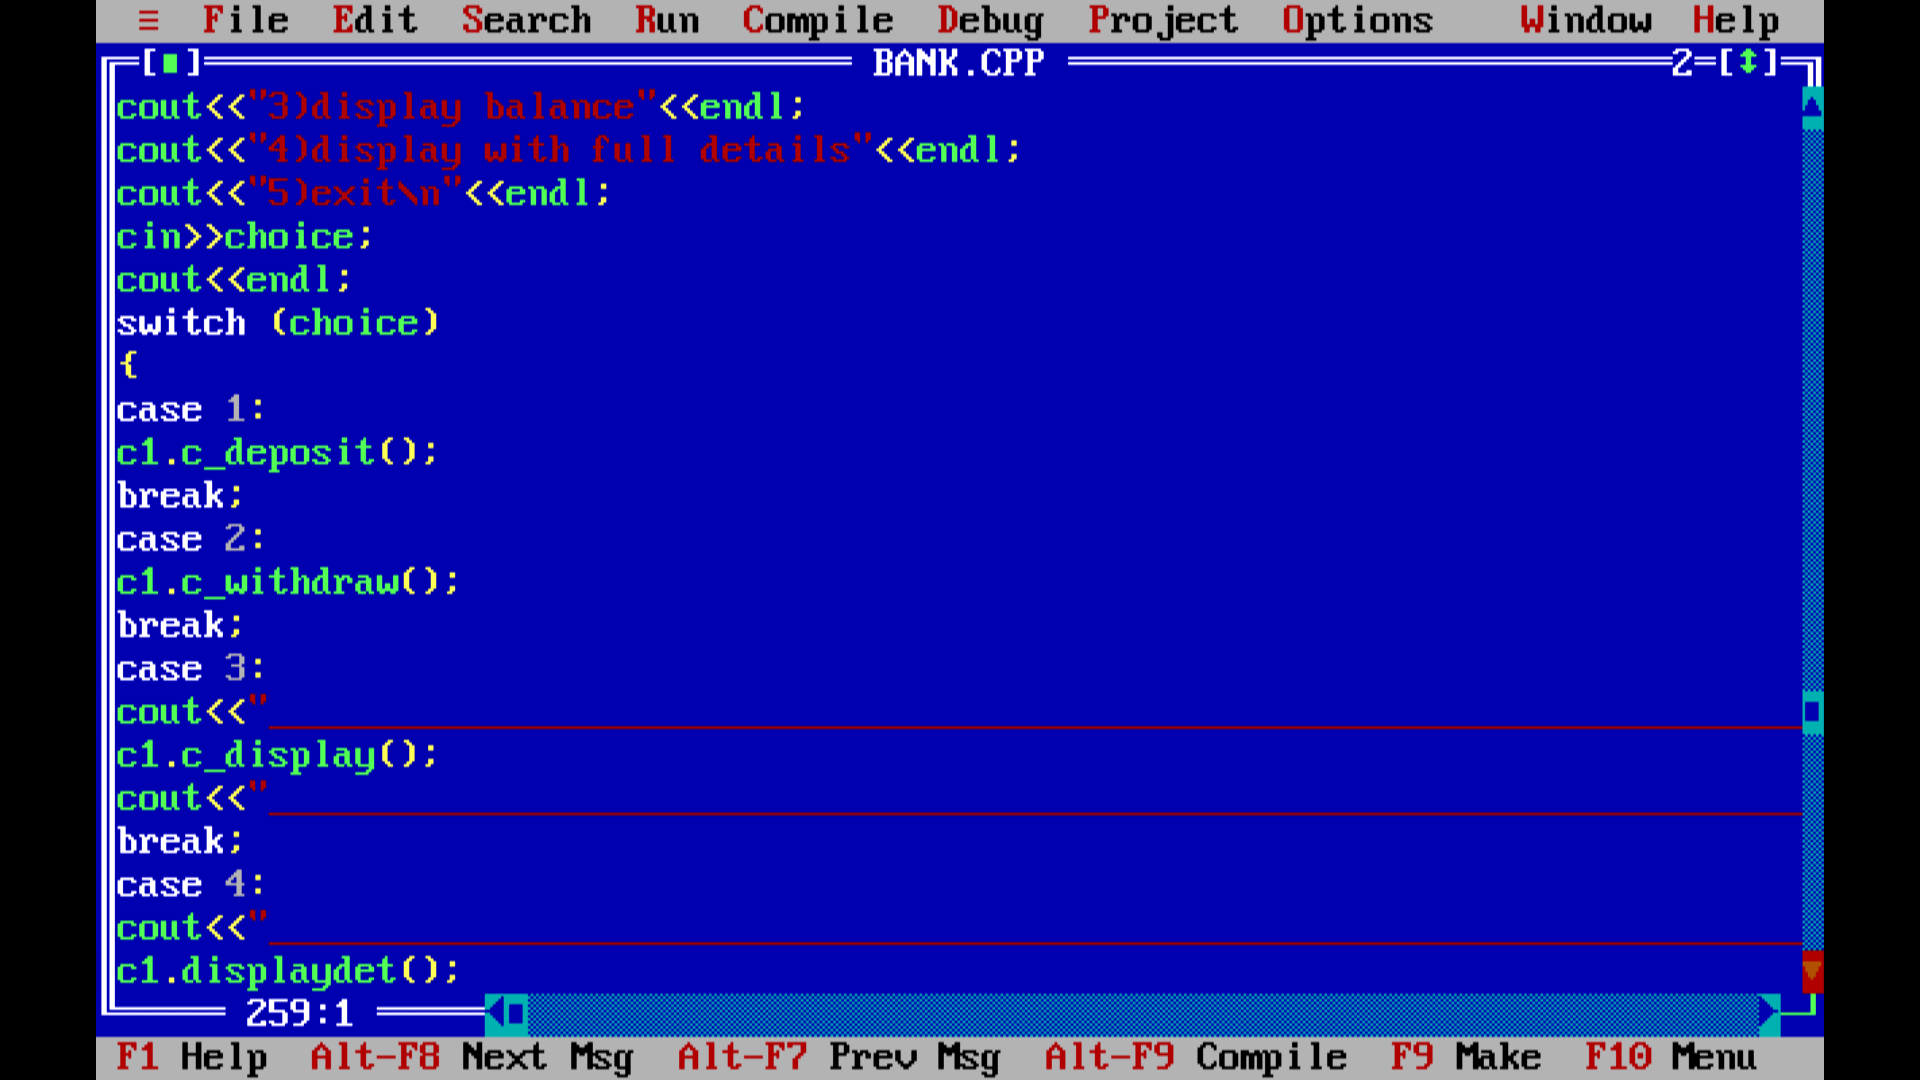 ≡ File Edit Search Run Compile Debug Project Options Window Help
[■] BANK.CPP 2=[↕]
cout<<"3)display balance"<<endl;
cout<<"4)display with full details"<<endl;
cout<<"5)exit\n"<<endl;
cin>>choice;
cout<<endl;
switch (choice)
{
case 1:
c1.c_deposit();
break;
case 2:
c1.c_withdraw();
break;
case 3:
cout<<"_______________________________________________________________________
c1.c_display();
cout<<"_______________________________________________________________________
break;
case 4:
cout<<"_______________________________________________________________________
c1.displaydet();
259:1
F1 Help Alt-F8 Next Msg Alt-F7 Prev Msg Alt-F9 Compile F9 Make F10 Menu